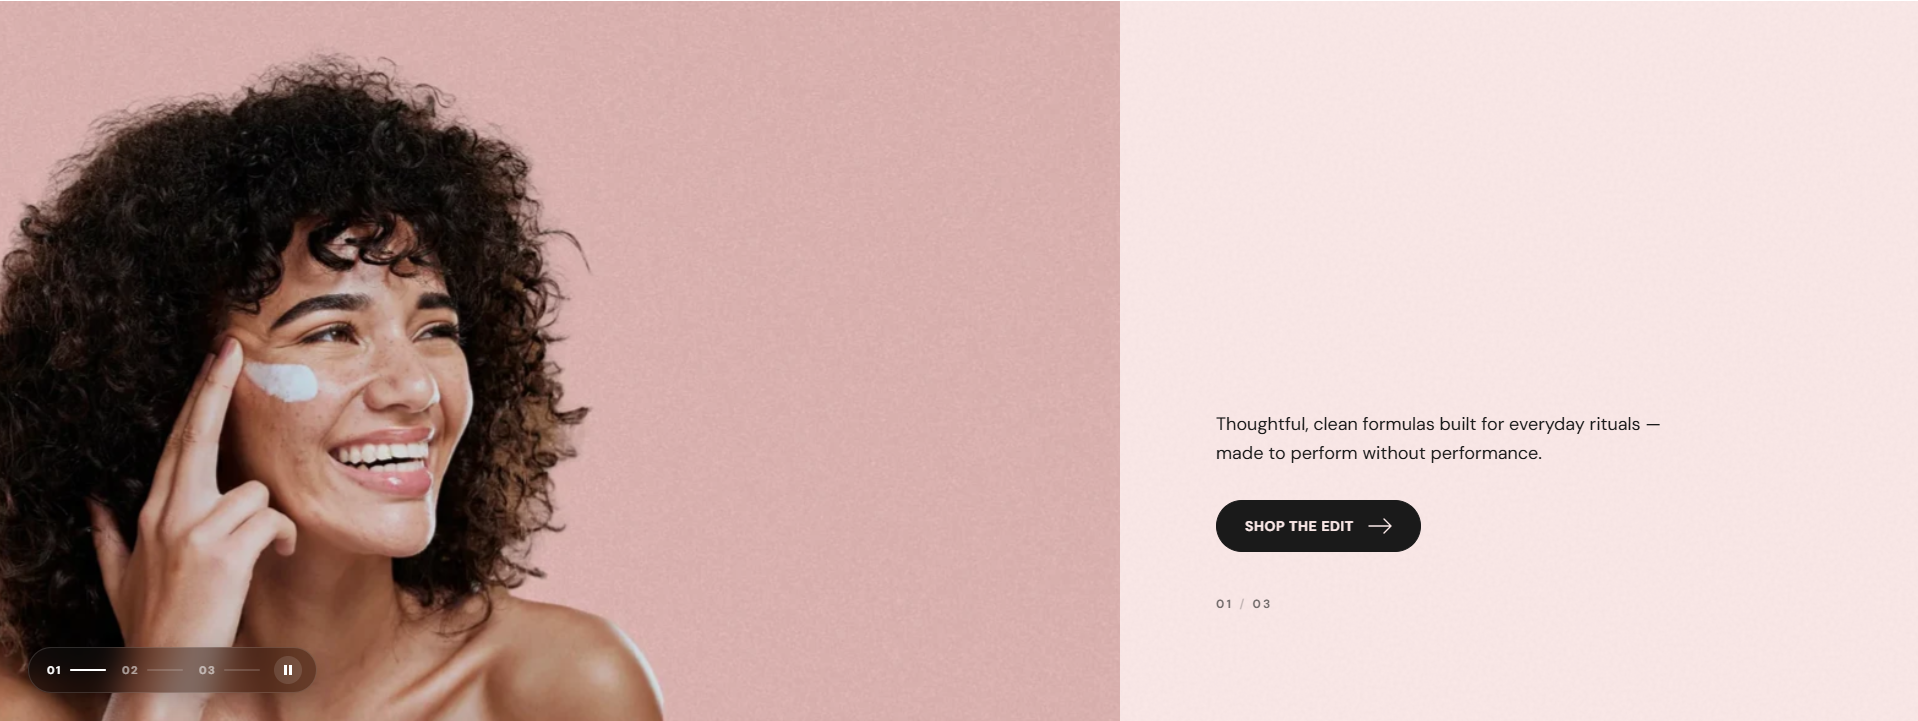 Thoughtful, clean formulas built for everyday rituals —
made to perform without performance.
SHOP THE EDIT
01 / 03
01 02 03